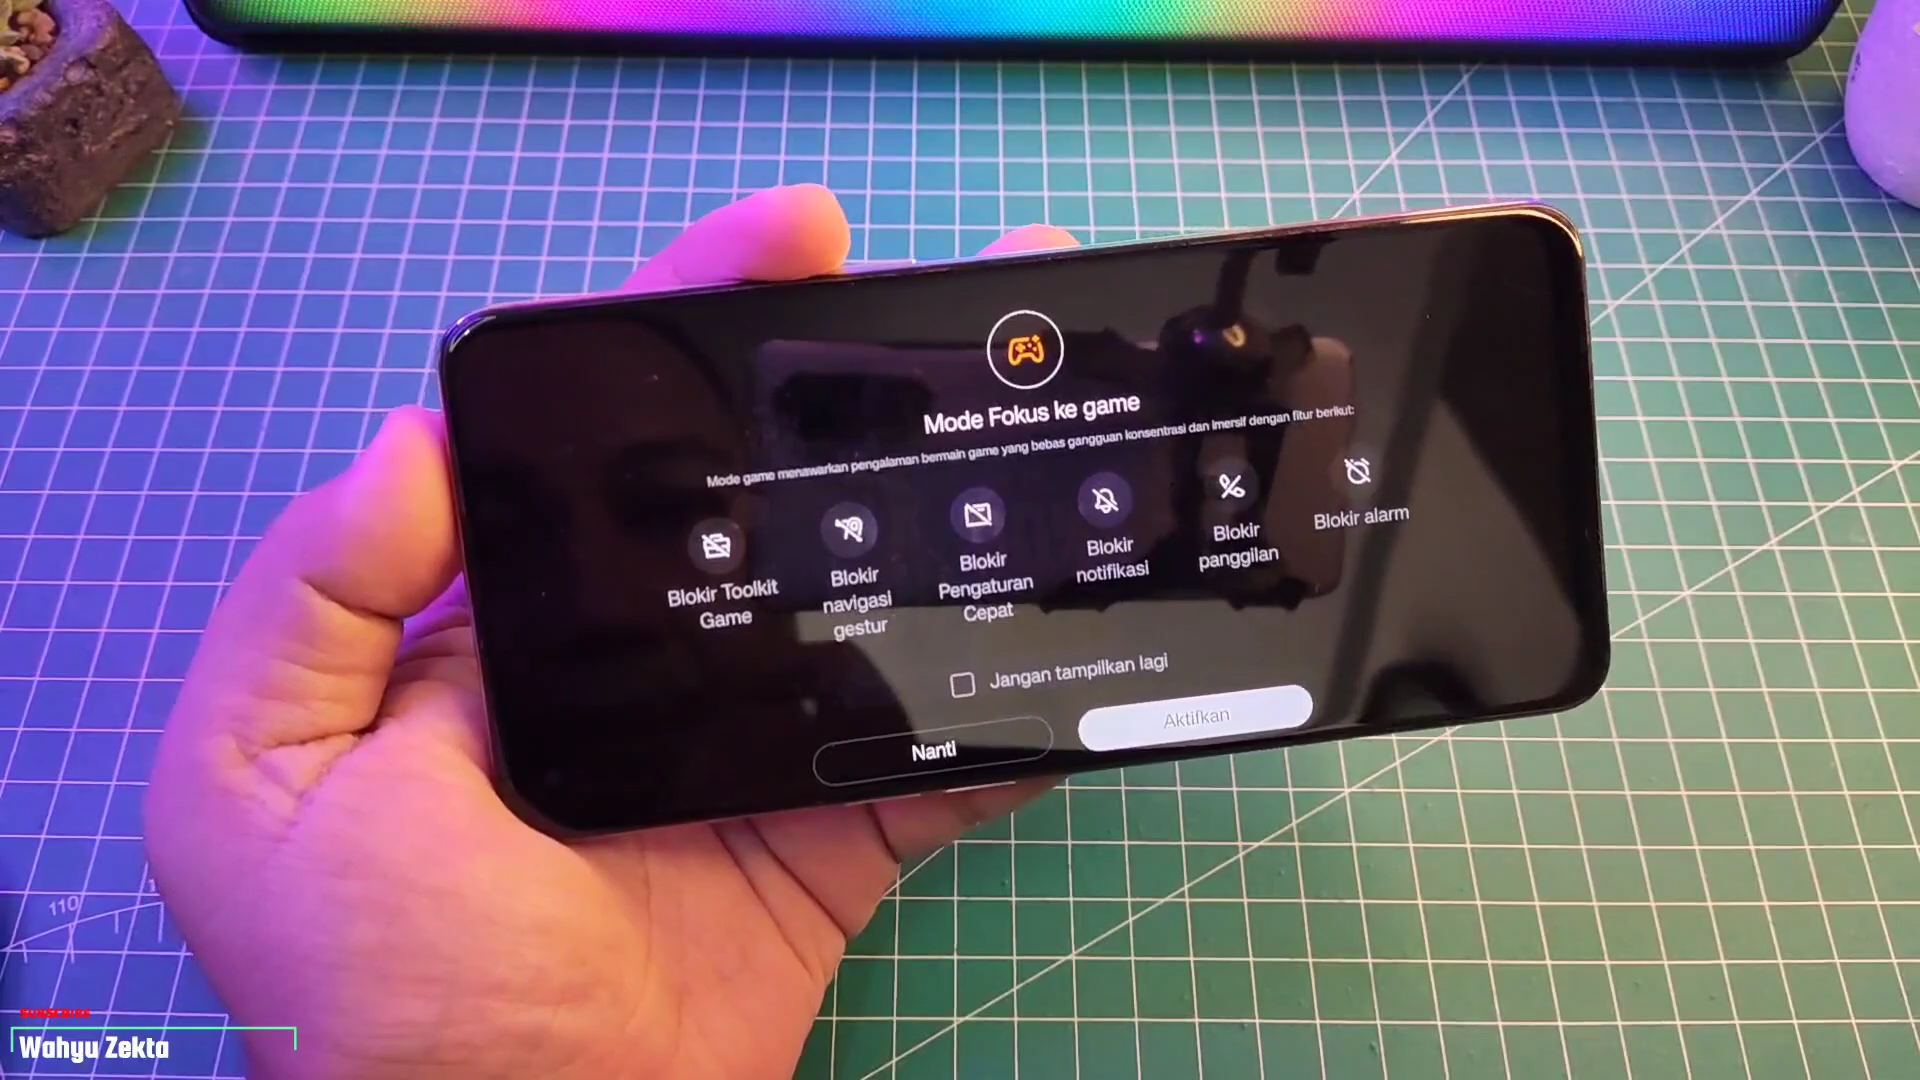 Mode Fokus ke game
Mode game menawarkan pengalaman bermain game yang bebas gangguan konsentrasi dan imersif dengan fitur berikut:
Blokir Toolkit
Game
Blokir
navigasi
gestur
Blokir
Pengaturan
Cepat
Blokir
notifikasi
Blokir
panggilan
Blokir alarm
Jangan tampilkan lagi
Nanti
Aktifkan
110
SUBSCRIBE
Wahyu Zekta